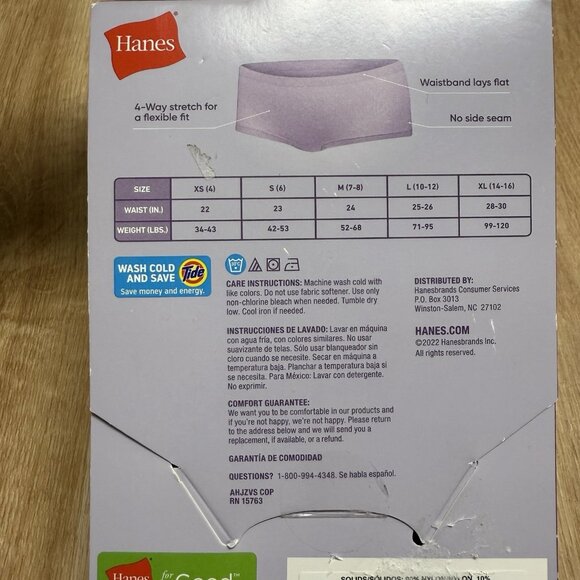 Hanes
Waistband lays flat
4-Way stretch for
a flexible fit
No side seam
SIZE XS (4) S (6) M (7-8) L (10-12) XL (14-16)
WAIST (IN.) 22 23 24 25-26 28-30
WEIGHT (LBS.) 34-43 42-53 52-68 71-95 99-120
WASH COLD
AND SAVE
Tide
Save money and energy.
CARE INSTRUCTIONS: Machine wash cold with
like colors. Do not use fabric softener. Use only
non-chlorine bleach when needed. Tumble dry
low. Cool iron if needed.
INSTRUCCIONES DE LAVADO: Lavar en máquina
con agua fría, con colores similares. No usar
suavizante de telas. Sólo usar blanqueador sin
cloro cuando se necesite. Secar en máquina a
temperatura baja. Planchar a temperatura baja si
se necesita. Para México: Lavar con detergente.
No exprimir.
COMFORT GUARANTEE:
We want you to be comfortable in our products and
if you're not happy, we're not happy. Please return
to the address below and we will send you a
replacement, if available, or a refund.
GARANTÍA DE COMODIDAD
QUESTIONS? 1-800-994-4348. Se habla español.
AHJZVS COP
RN 15763
DISTRIBUTED BY:
Hanesbrands Consumer Services
P.O. Box 3013
Winston-Salem, NC 27102
HANES.COM
©2022 Hanesbrands Inc.
All rights reserved.
Hanes for Good™
SOLIDS/SÓLIDOS: 90% NYLON 10%